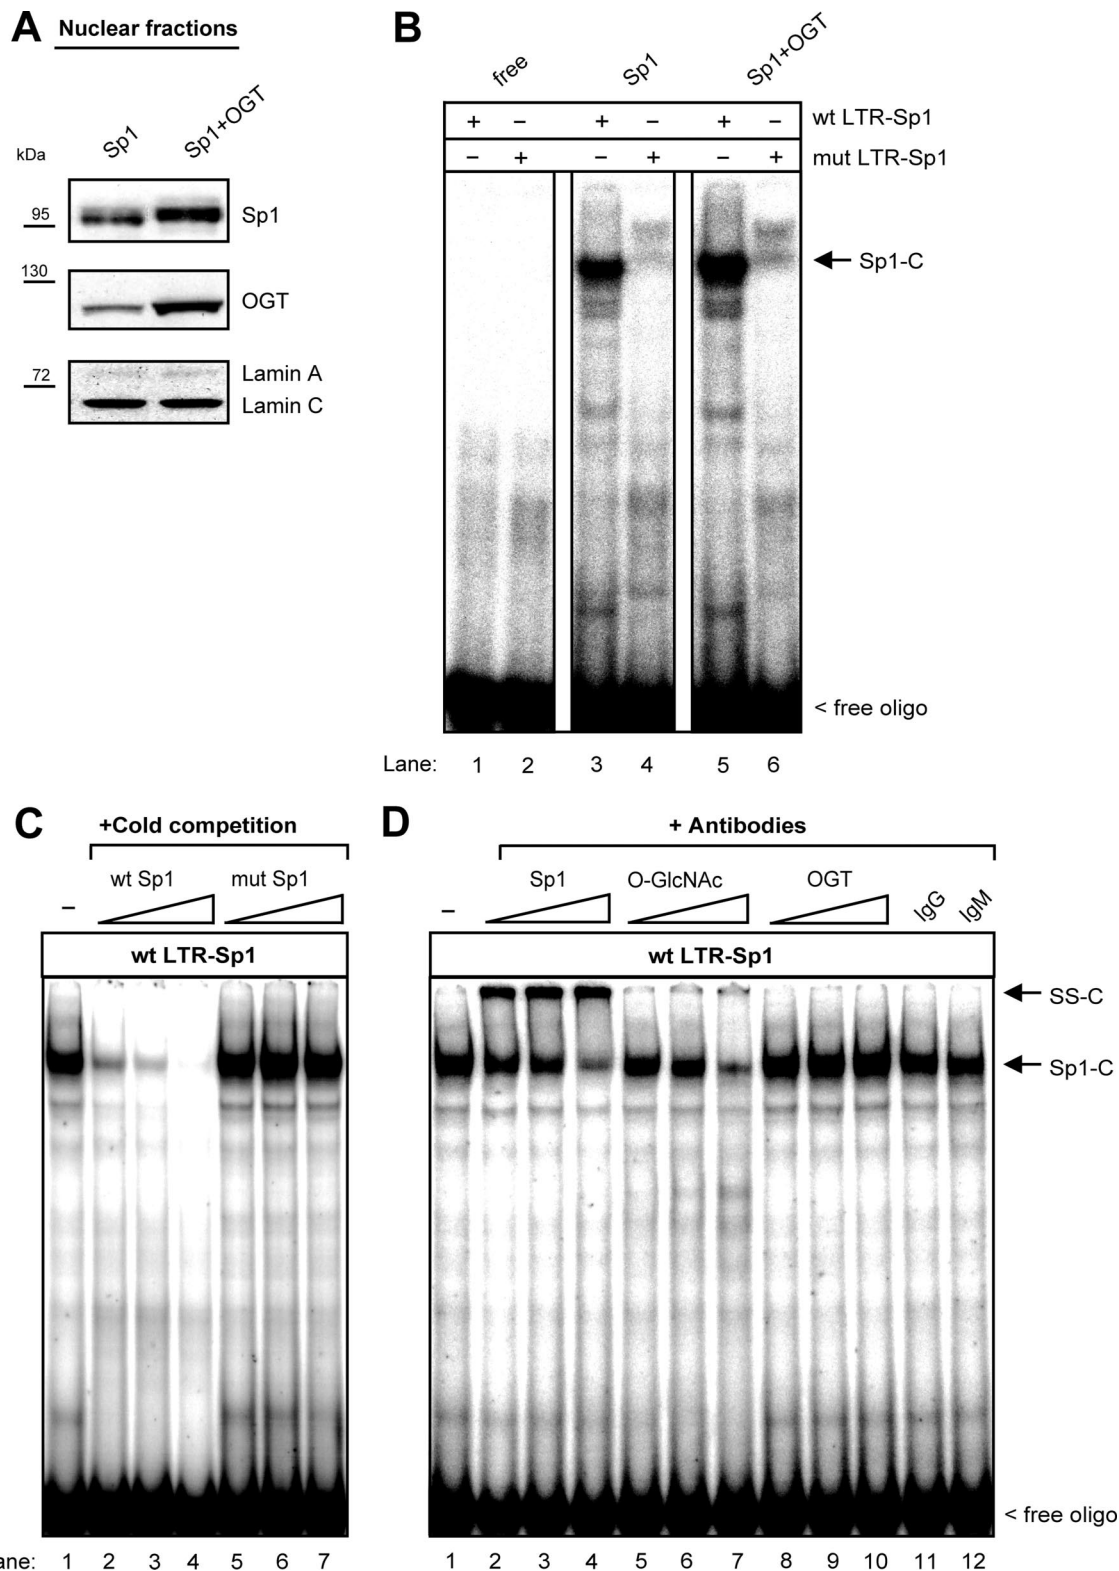 A Nuclear fractions
Sp1 Sp1+OGT
kDa
95 Sp1
130 OGT
72 Lamin A
Lamin C
B
free Sp1 Sp1+OGT
+ − + − + − wt LTR-Sp1
− + − + − + mut LTR-Sp1
Sp1-C
< free oligo
Lane: 1 2 3 4 5 6
C +Cold competition
− wt Sp1 mut Sp1
wt LTR-Sp1
ane: 1 2 3 4 5 6 7
D + Antibodies
− Sp1 O-GlcNAc OGT IgG IgM
wt LTR-Sp1
SS-C
Sp1-C
< free oligo
1 2 3 4 5 6 7 8 9 10 11 12